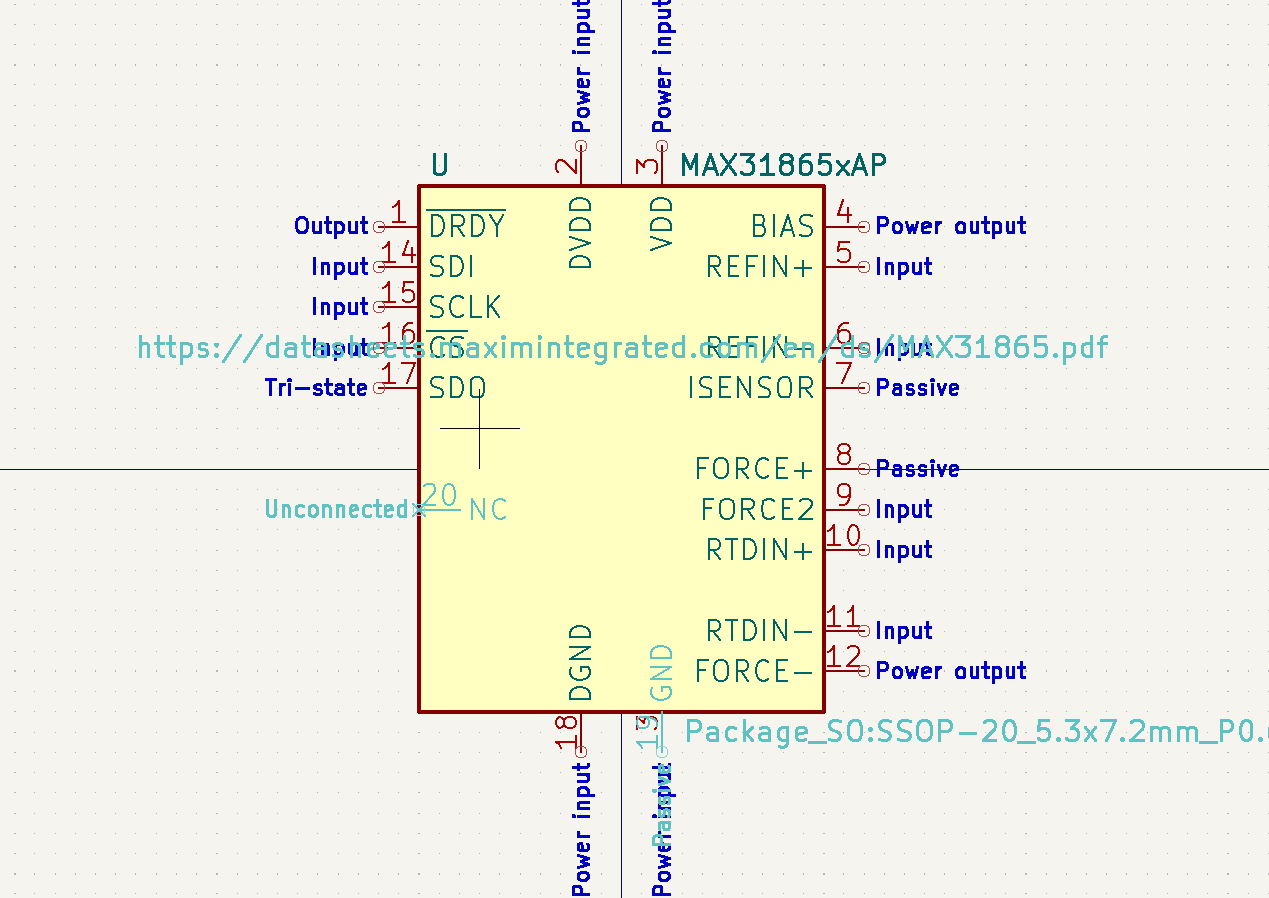 Power input
Power input
U
2
3
MAX31865xAP
Output
1
DRDY
DVDD
VDD
BIAS
4
Power output
Input
14
SDI
REFIN+
5
Input
Input
15
SCLK
Input
16
CS
REFIN-
6
Input
https://datasheets.maximintegrated.com/en/ds/MAX31865.pdf
Tri-state
17
SDO
ISENSOR
7
Passive
FORCE+
8
Passive
Unconnected
20
NC
FORCE2
9
Input
RTDIN+
10
Input
RTDIN-
11
Input
DGND
GND
FORCE-
12
Power output
18
19
Package_SO:SSOP-20_5.3x7.2mm_P0.
Power input
Power input
Passive